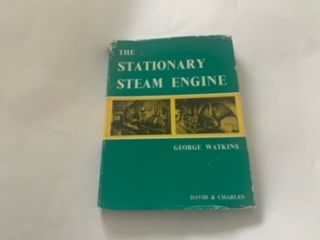 THE
STATIONARY
STEAM ENGINE
GEORGE WATKINS
DAVID & CHARLES